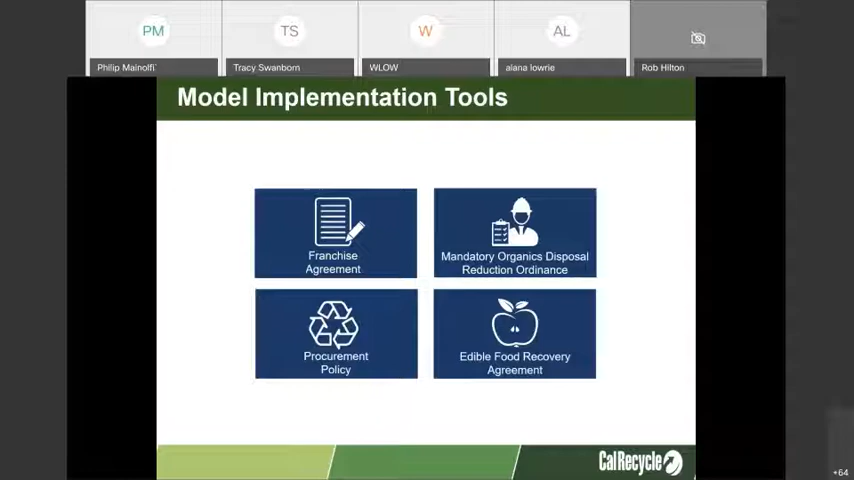 PM
TS
W
AL
Philip Mainolfi
Tracy Swanborn
WLOW
alana lowrie
Rob Hilton
Model Implementation Tools
Franchise
Agreement
Mandatory Organics Disposal
Reduction Ordinance
Procurement
Policy
Edible Food Recovery
Agreement
CalRecycle
+64